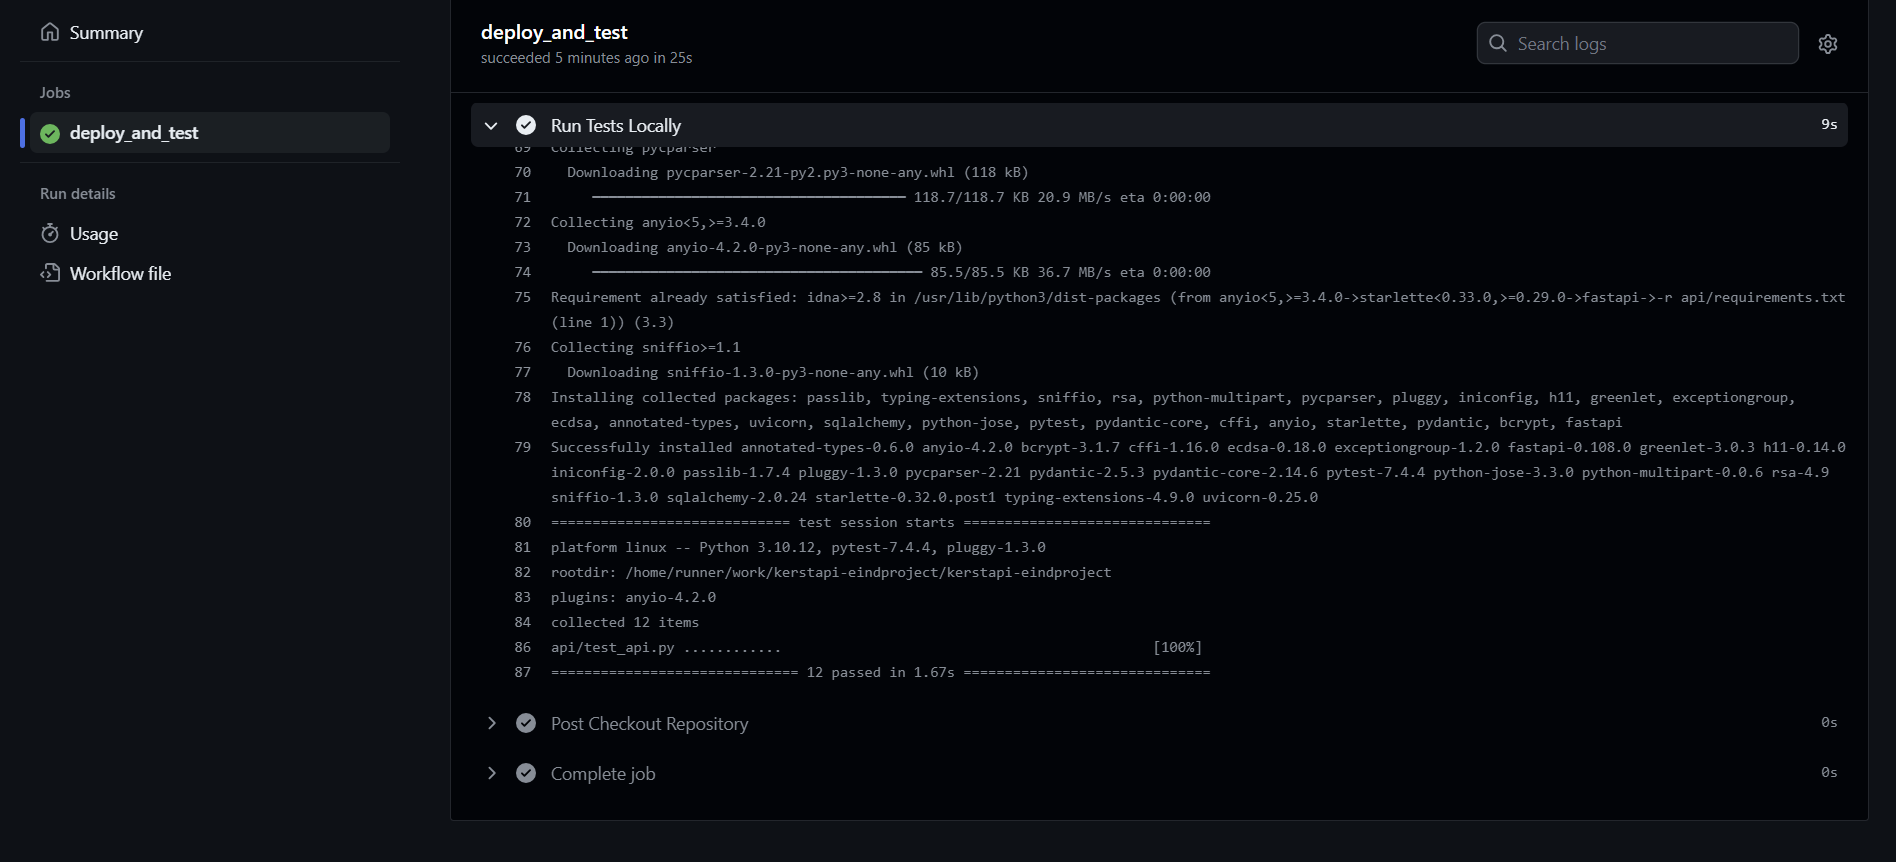 Summary
Jobs
deploy_and_test
Run details
Usage
Workflow file
deploy_and_test
succeeded 5 minutes ago in 25s
Search logs
Run Tests Locally
9s
69 Collecting pycparser
70 Downloading pycparser-2.21-py2.py3-none-any.whl (118 kB)
71 ━━━━━━━━━━━━━━━━━━━━━━━━━━━━━━━━━━━━━━ 118.7/118.7 KB 20.9 MB/s eta 0:00:00
72 Collecting anyio<5,>=3.4.0
73 Downloading anyio-4.2.0-py3-none-any.whl (85 kB)
74 ━━━━━━━━━━━━━━━━━━━━━━━━━━━━━━━━━━━━━━━━ 85.5/85.5 KB 36.7 MB/s eta 0:00:00
75 Requirement already satisfied: idna>=2.8 in /usr/lib/python3/dist-packages (from anyio<5,>=3.4.0->starlette<0.33.0,>=0.29.0->fastapi->-r api/requirements.txt
(line 1)) (3.3)
76 Collecting sniffio>=1.1
77 Downloading sniffio-1.3.0-py3-none-any.whl (10 kB)
78 Installing collected packages: passlib, typing-extensions, sniffio, rsa, python-multipart, pycparser, pluggy, iniconfig, h11, greenlet, exceptiongroup,
ecdsa, annotated-types, uvicorn, sqlalchemy, python-jose, pytest, pydantic-core, cffi, anyio, starlette, pydantic, bcrypt, fastapi
79 Successfully installed annotated-types-0.6.0 anyio-4.2.0 bcrypt-3.1.7 cffi-1.16.0 ecdsa-0.18.0 exceptiongroup-1.2.0 fastapi-0.108.0 greenlet-3.0.3 h11-0.14.0
iniconfig-2.0.0 passlib-1.7.4 pluggy-1.3.0 pycparser-2.21 pydantic-2.5.3 pydantic-core-2.14.6 pytest-7.4.4 python-jose-3.3.0 python-multipart-0.0.6 rsa-4.9
sniffio-1.3.0 sqlalchemy-2.0.24 starlette-0.32.0.post1 typing-extensions-4.9.0 uvicorn-0.25.0
80 ============================= test session starts ==============================
81 platform linux -- Python 3.10.12, pytest-7.4.4, pluggy-1.3.0
82 rootdir: /home/runner/work/kerstapi-eindproject/kerstapi-eindproject
83 plugins: anyio-4.2.0
84 collected 12 items
86 api/test_api.py ............ [100%]
87 ============================== 12 passed in 1.67s ==============================
Post Checkout Repository
0s
Complete job
0s